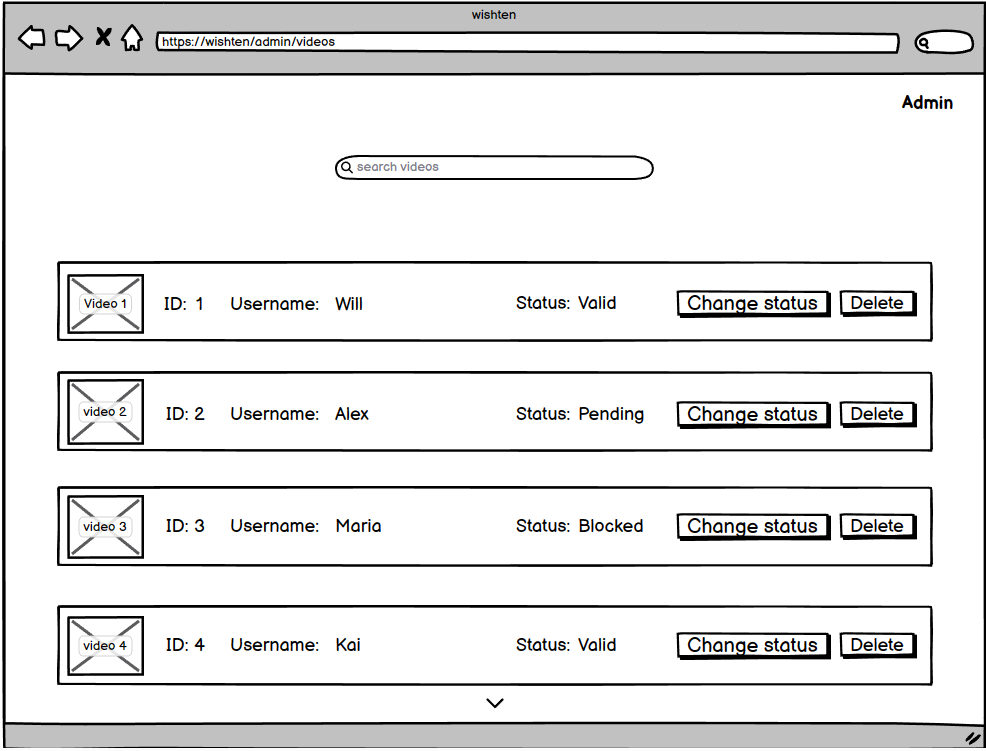 wishten
https://wishten/admin/videos
Admin
search videos
Video 1 ID: 1 Username: Will Status: Valid Change status Delete
video 2 ID: 2 Username: Alex Status: Pending Change status Delete
video 3 ID: 3 Username: Maria Status: Blocked Change status Delete
video 4 ID: 4 Username: Kai Status: Valid Change status Delete